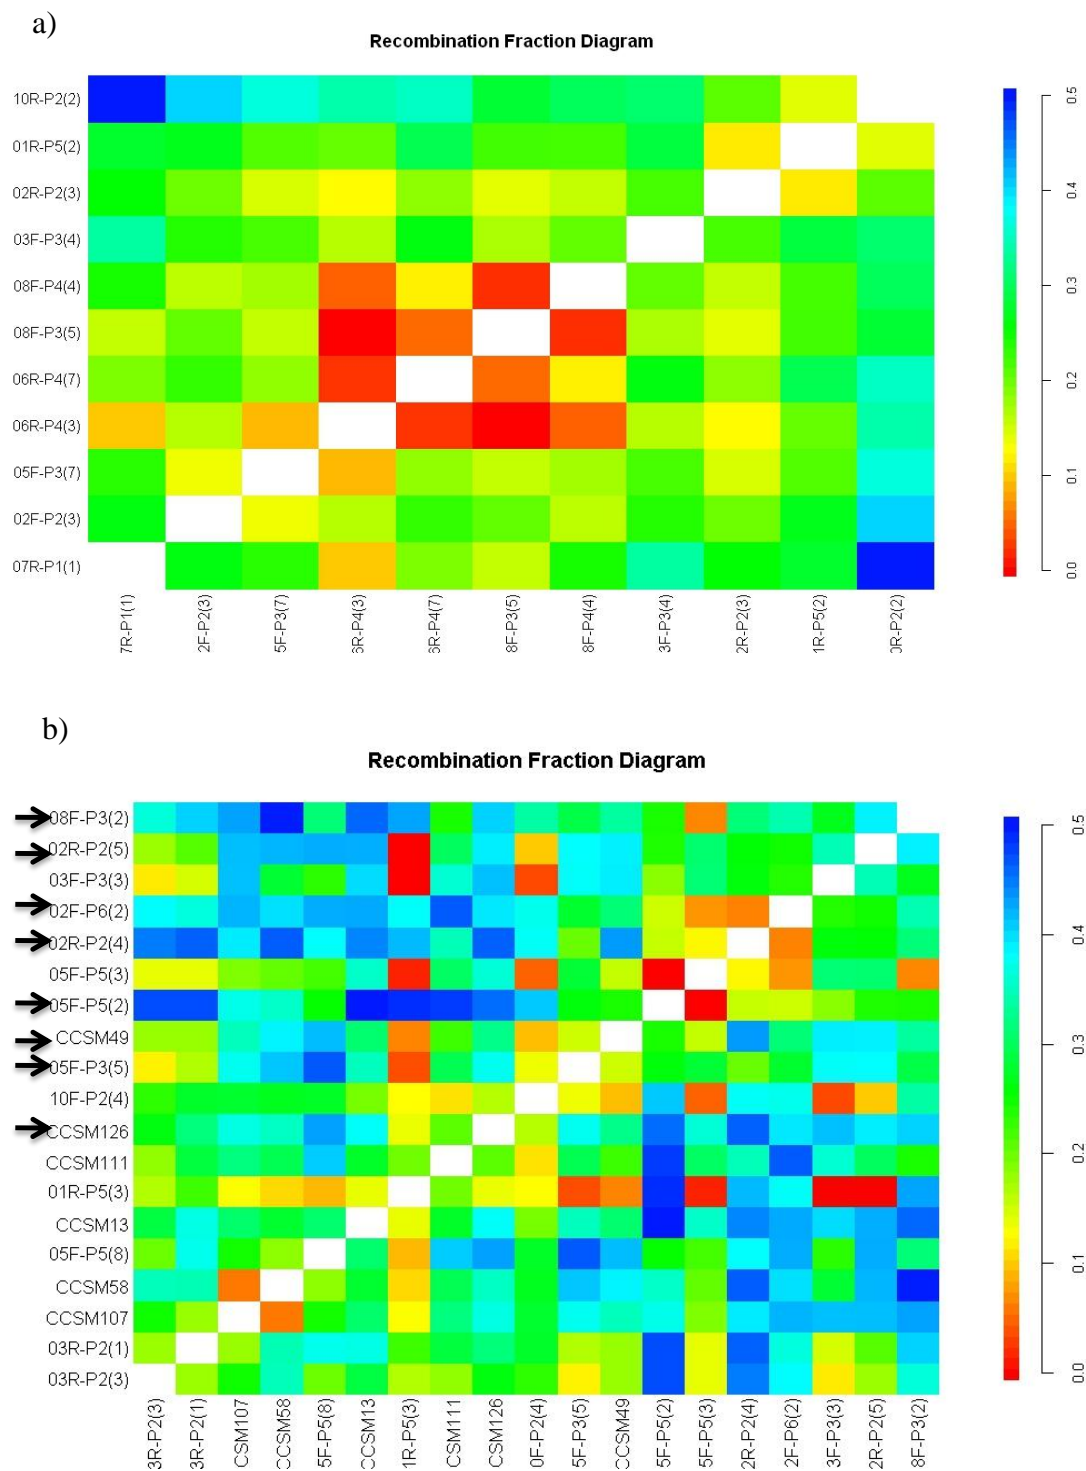 a)
Recombination Fraction Diagram
10R-P2(2)
01R-P5(2)
02R-P2(3)
03F-P3(4)
08F-P4(4)
08F-P3(5)
06R-P4(7)
06R-P4(3)
05F-P3(7)
02F-P2(3)
07R-P1(1)
7R-P1(1)
2F-P2(3)
5F-P3(7)
6R-P4(3)
6R-P4(7)
8F-P3(5)
8F-P4(4)
3F-P3(4)
2R-P2(3)
1R-P5(2)
0R-P2(2)
0.5
0.4
0.3
0.2
0.1
0.0
b)
Recombination Fraction Diagram
08F-P3(2)
02R-P2(5)
03F-P3(3)
02F-P6(2)
02R-P2(4)
05F-P5(3)
05F-P5(2)
CCSM49
05F-P3(5)
10F-P2(4)
CCSM126
CCSM111
01R-P5(3)
CCSM13
05F-P5(8)
CCSM58
CCSM107
03R-P2(1)
03R-P2(3)
3R-P2(3)
3R-P2(1)
CSM107
CCSM58
5F-P5(8)
CCSM13
1R-P5(3)
CSM111
CSM126
0F-P2(4)
5F-P3(5)
CCSM49
5F-P5(2)
5F-P5(3)
2R-P2(4)
2F-P6(2)
3F-P3(3)
2R-P2(5)
8F-P3(2)
0.5
0.4
0.3
0.2
0.1
0.0